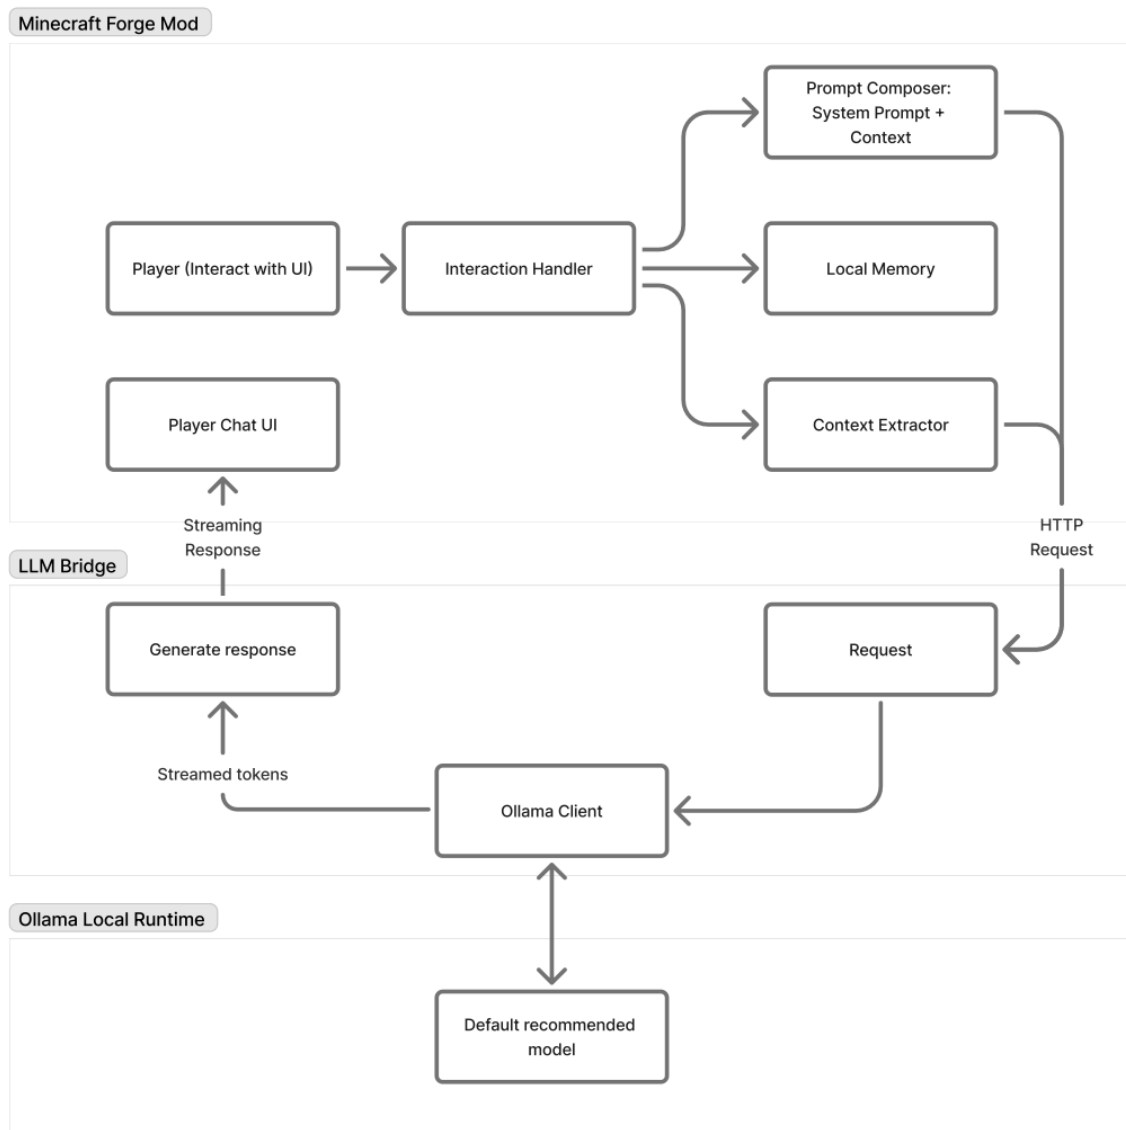 Minecraft Forge Mod
Prompt Composer:
System Prompt +
Context
Player (Interact with UI)
Interaction Handler
Local Memory
Player Chat UI
Context Extractor
Streaming
Response
HTTP
Request
LLM Bridge
Generate response
Request
Streamed tokens
Ollama Client
Ollama Local Runtime
Default recommended
model